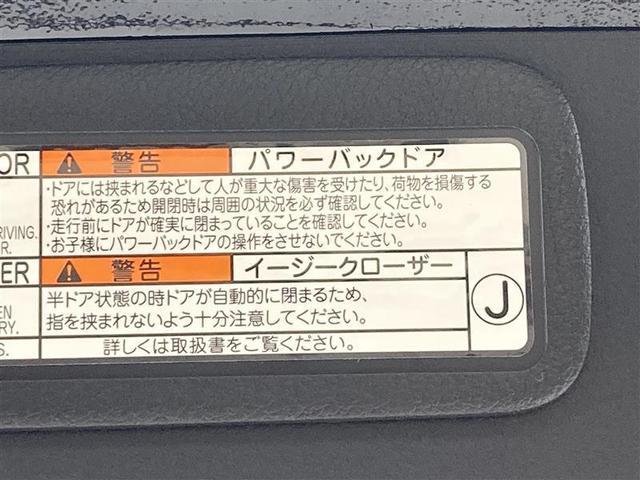 OR ⚠ 警告 パワーバックドア
・ドアには挟まれるなどして人が重大な傷害を受けたり、荷物を損傷する
恐れがあるため開閉時は周囲の状況を必ず確認してください。
RIVING. ・走行前にドアが確実に閉まっていることを確認してください。
R. ・お子様にパワーバックドアの操作をさせないでください。
ER ⚠ 警告 イージークローザー
半ドア状態の時ドアが自動的に閉まるため、
EN
RY. 指を挟まれないよう十分注意してください。
S. 詳しくは取扱書をご覧ください。
J